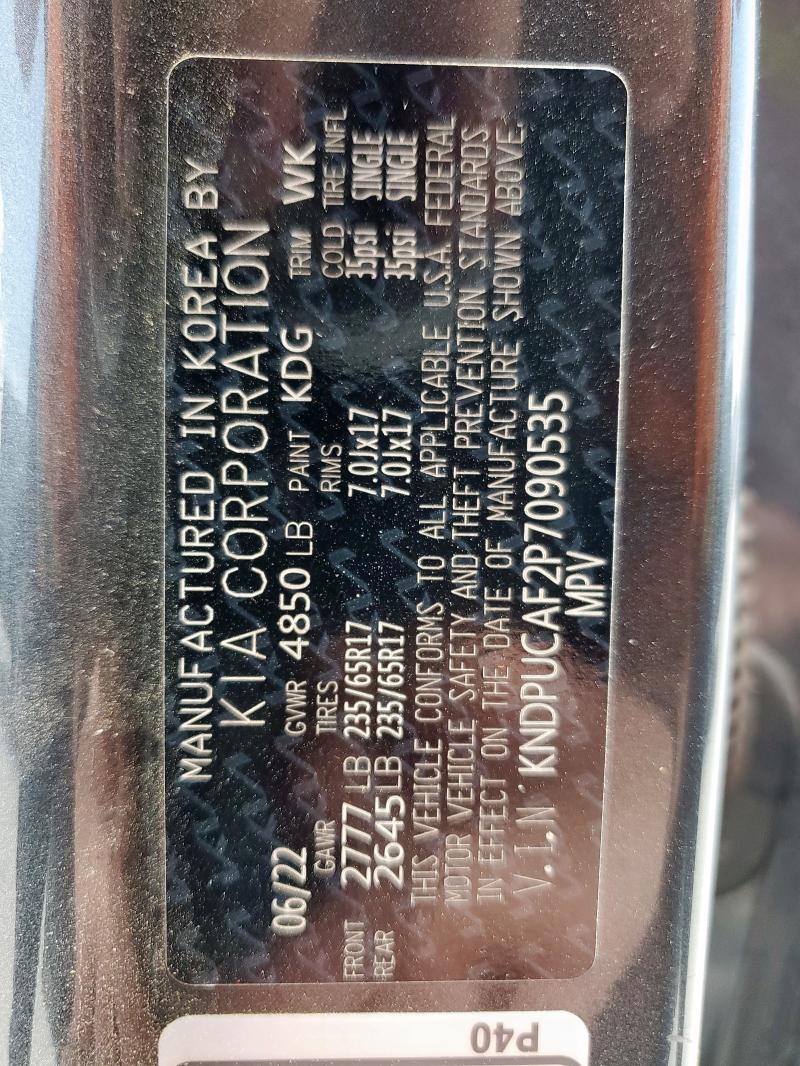 MANUFACTURED IN KOREA BY
KIA CORPORATION
06/22 GVWR 4850 LB PAINT KDG TRIM WK
GAWR TIRES RIMS COLD TIRE INFL
FRONT 2777 LB 235/65R17 7.0Jx17 35psi SINGLE
REAR 2645 LB 235/65R17 7.0Jx17 35psi SINGLE
THIS VEHICLE CONFORMS TO ALL APPLICABLE U.S.A. FEDERAL
MOTOR VEHICLE SAFETY AND THEFT PREVENTION STANDARDS
IN EFFECT ON THE DATE OF MANUFACTURE SHOWN ABOVE.
V.I.N KNDPUCAF2P7090535
MPV
P40